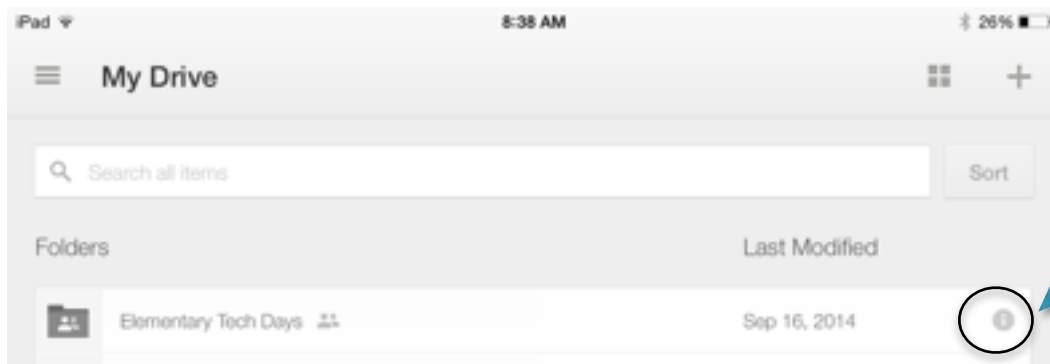 iPad 8:38 AM 26%
My Drive
Search all items Sort
Folders Last Modified
Elementary Tech Days Sep 16, 2014